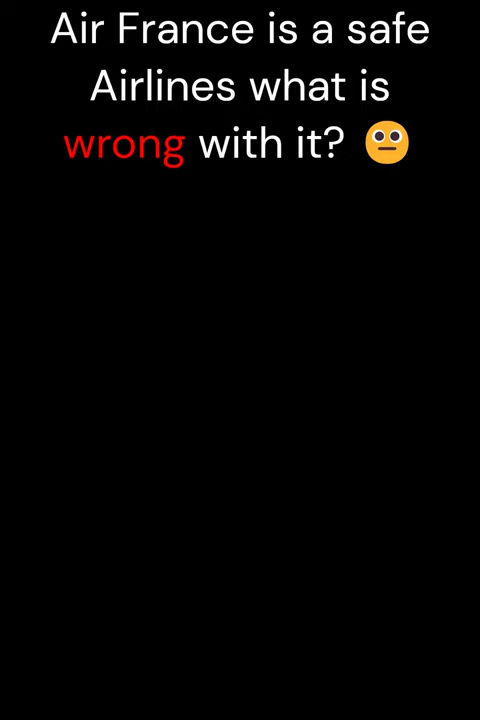 Air France is a safe
Airlines what is
wrong with it? 😐